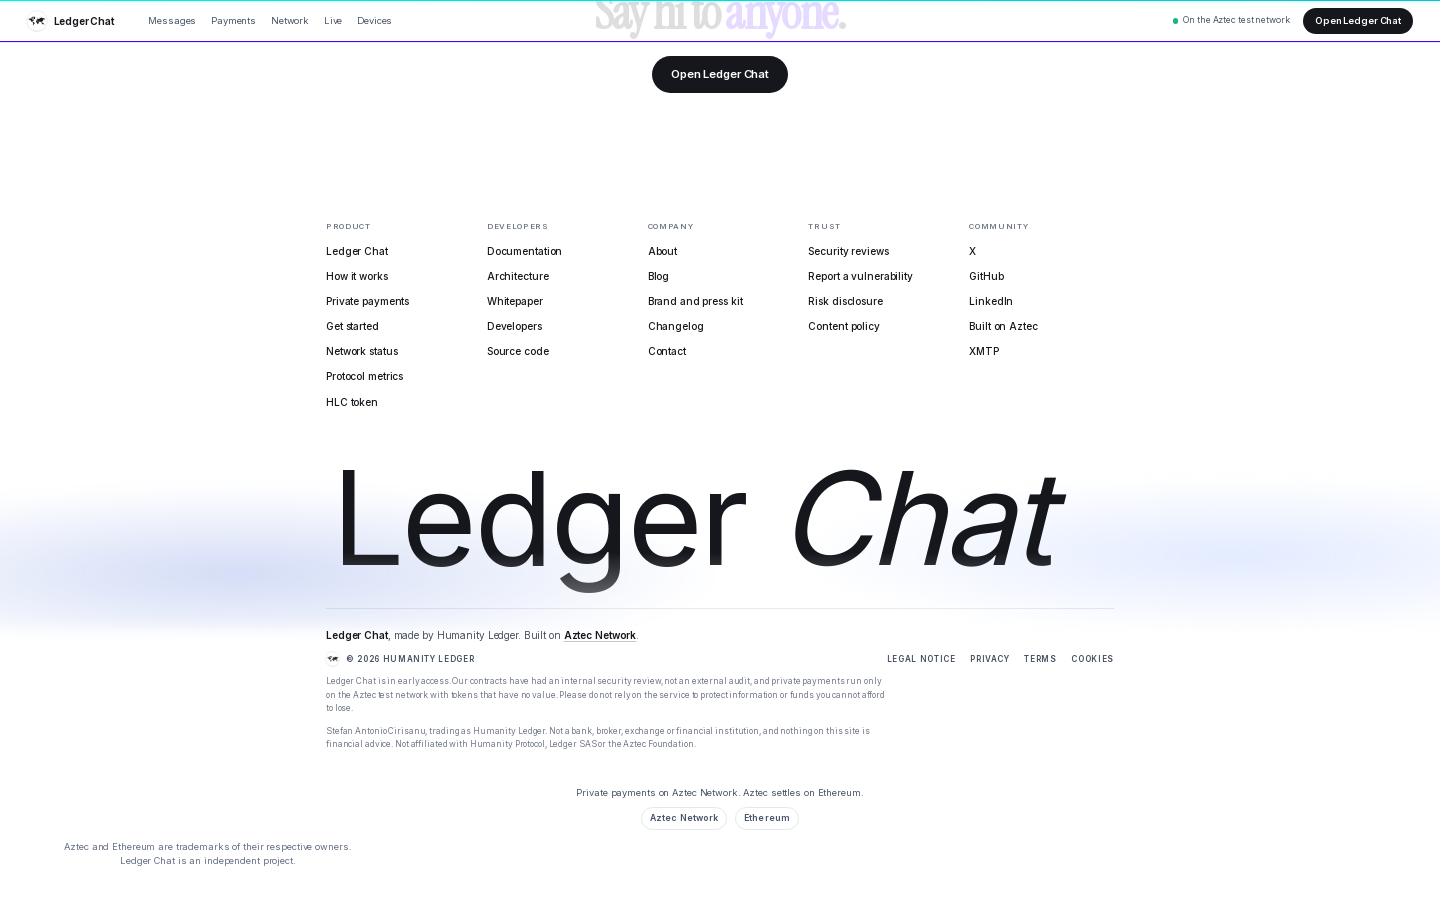 Ledger Chat
Messages Payments Network Live Devices
Say hi to anyone.
On the Aztec test network
Open Ledger Chat
Open Ledger Chat
PRODUCT
Ledger Chat
How it works
Private payments
Get started
Network status
Protocol metrics
HLC token
DEVELOPERS
Documentation
Architecture
Whitepaper
Developers
Source code
COMPANY
About
Blog
Brand and press kit
Changelog
Contact
TRUST
Security reviews
Report a vulnerability
Risk disclosure
Content policy
COMMUNITY
X
GitHub
LinkedIn
Built on Aztec
XMTP
Ledger Chat
Ledger Chat, made by Humanity Ledger. Built on Aztec Network.
© 2026 HUMANITY LEDGER
LEGAL NOTICE PRIVACY TERMS COOKIES
Ledger Chat is in early access. Our contracts have had an internal security review, not an external audit, and private payments run only
on the Aztec test network with tokens that have no value. Please do not rely on the service to protect information or funds you cannot afford
to lose.
Stefan Antonio Cirisanu, trading as Humanity Ledger. Not a bank, broker, exchange or financial institution, and nothing on this site is
financial advice. Not affiliated with Humanity Protocol, Ledger SAS or the Aztec Foundation.
Private payments on Aztec Network. Aztec settles on Ethereum.
Aztec Network
Ethereum
Aztec and Ethereum are trademarks of their respective owners.
Ledger Chat is an independent project.